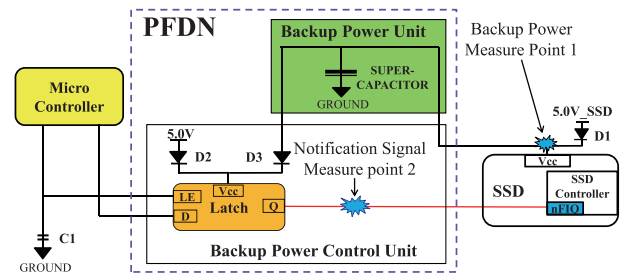 PFDN
Backup Power Unit
SUPER-
CAPACITOR
GROUND
Backup Power
Measure Point 1
Micro
Controller
5.0V_SSD
D1
5.0V
D2
D3
Notification Signal
Measure point 2
Vcc
LE
D
Latch
Q
Vcc
SSD
SSD
Controller
nFIQ
C1
GROUND
Backup Power Control Unit